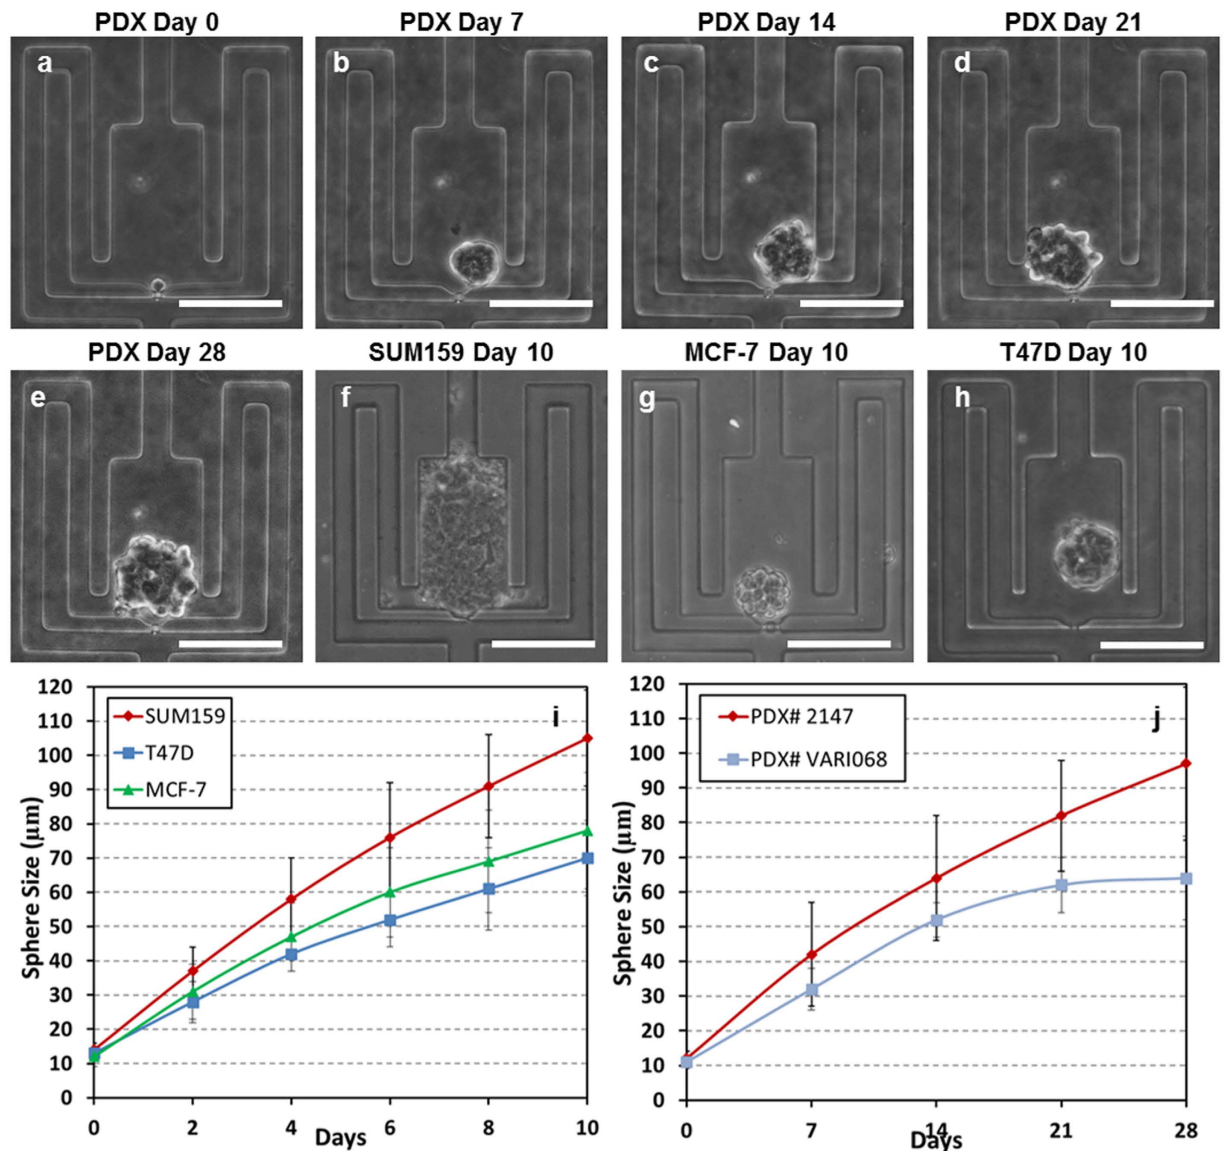 PDX Day 0
PDX Day 7
PDX Day 14
PDX Day 21
a
b
c
d
PDX Day 28
SUM159 Day 10
MCF-7 Day 10
T47D Day 10
e
f
g
h
120
110
100
90
80
70
60
50
40
30
20
10
0
Sphere Size (μm)
SUM159
T47D
MCF-7
i
0 2 4 6 8 10
Days
120
110
100
90
80
70
60
50
40
30
20
10
0
Sphere Size (μm)
PDX# 2147
PDX# VARI068
j
0 7 14 21 28
Days